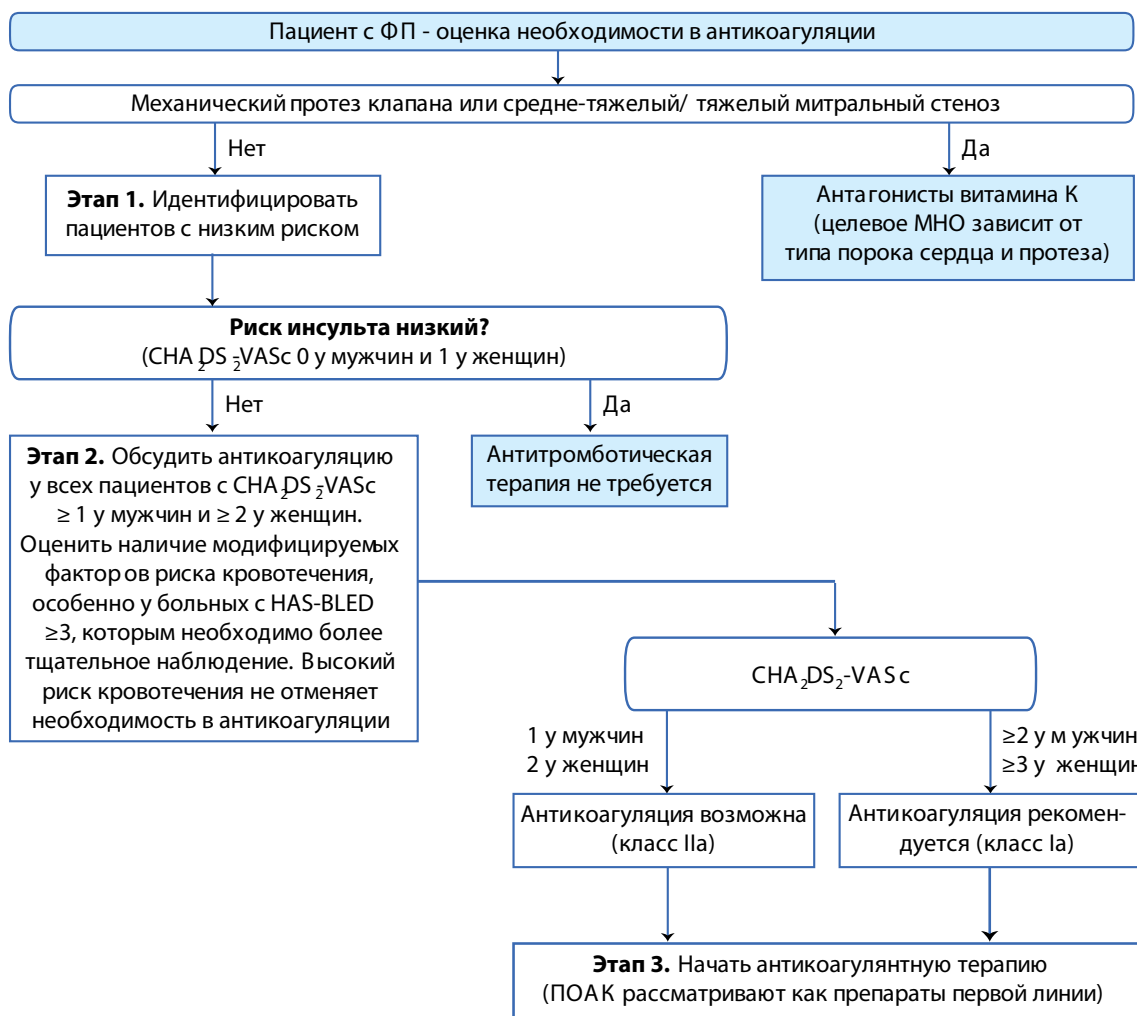 Пациент с ФП - оценка необходимости в антикоагуляции
Механический протез клапана или средне-тяжелый/ тяжелый митральный стеноз
Нет
Да
Этап 1. Идентифицировать
пациентов с низким риском
Антагонисты витамина К
(целевое МНО зависит от
типа порока сердца и протеза)
Риск инсульта низкий?
(CHA₂DS₂-VASc 0 у мужчин и 1 у женщин)
Нет
Да
Этап 2. Обсудить антикоагуляцию
у всех пациентов с CHA₂DS₂-VASc
≥ 1 у мужчин и ≥ 2 у женщин.
Оценить наличие модифицируемых
факторов риска кровотечения,
особенно у больных с HAS-BLED
≥3, которым необходимо более
тщательное наблюдение. Высокий
риск кровотечения не отменяет
необходимость в антикоагуляции
Антитромботическая
терапия не требуется
CHA₂DS₂-VASc
1 у мужчин
2 у женщин
≥2 у мужчин
≥3 у женщин
Антикоагуляция возможна
(класс IIa)
Антикоагуляция рекомен-
дуется (класс Ia)
Этап 3. Начать антикоагулянтную терапию
(ПОАК рассматривают как препараты первой линии)